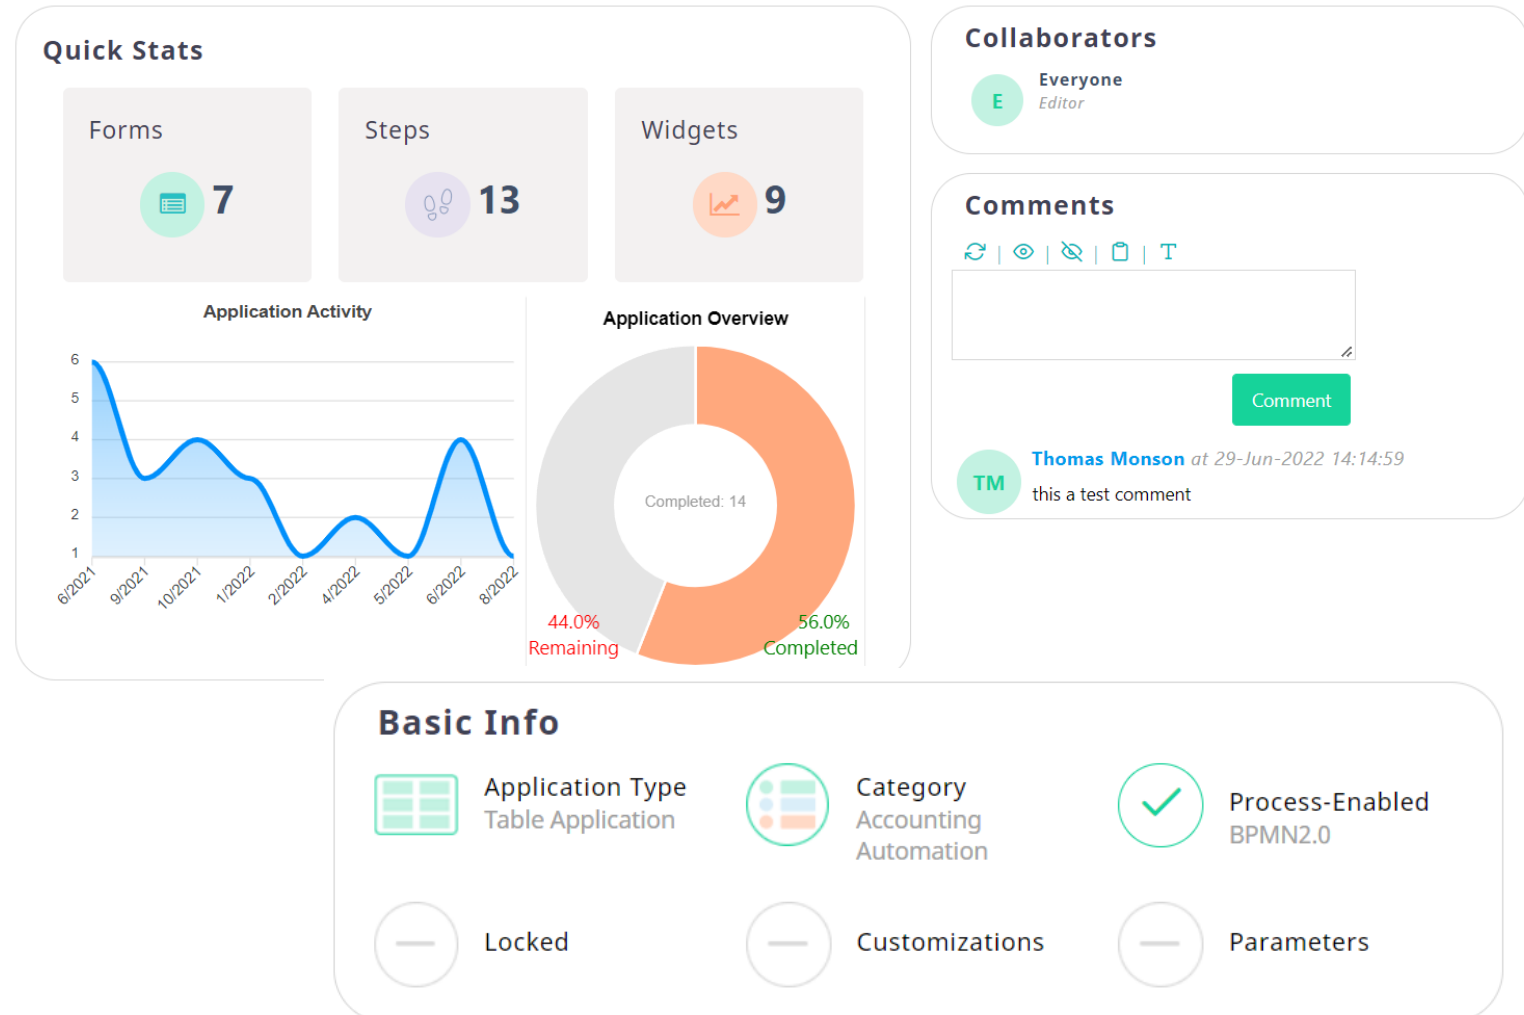 Quick Stats
Forms
7
Steps
13
Widgets
9
Application Activity
6
5
4
3
2
1
6/2021
9/2021
10/2021
1/2022
2/2022
4/2022
5/2022
6/2022
8/2022
Application Overview
Completed: 14
44.0%
Remaining
56.0%
Completed
Collaborators
E
Everyone
Editor
Comments
| | | | T
Comment
TM
Thomas Monson at 29-Jun-2022 14:14:59
this a test comment
Basic Info
Application Type
Table Application
Category
Accounting
Automation
Process-Enabled
BPMN2.0
Locked
Customizations
Parameters